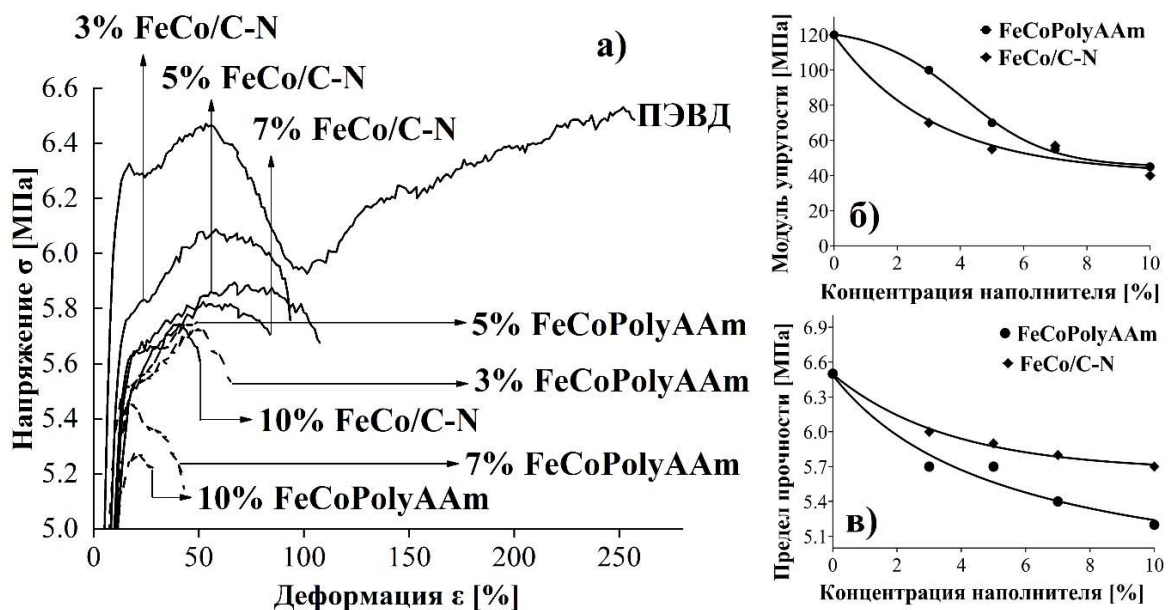 3% FeCo/C-N
а)
5% FeCo/C-N
7% FeCo/C-N
ПЭВД
5% FeCoPolyAAm
3% FeCoPolyAAm
10% FeCo/C-N
7% FeCoPolyAAm
10% FeCoPolyAAm
Напряжение σ [МПа]
6.6
6.4
6.2
6.0
5.8
5.6
5.4
5.2
5.0
0 50 100 150 200 250
Деформация ε [%]
Модуль упругости [МПа]
120
100
80
60
40
20
0
FeCoPolyAAm
FeCo/C-N
б)
0 2 4 6 8 10
Концентрация наполнителя [%]
Предел прочности [МПа]
6.9
6.6
6.3
6.0
5.7
5.4
5.1
FeCoPolyAAm
FeCo/C-N
в)
0 2 4 6 8 10
Концентрация наполнителя [%]